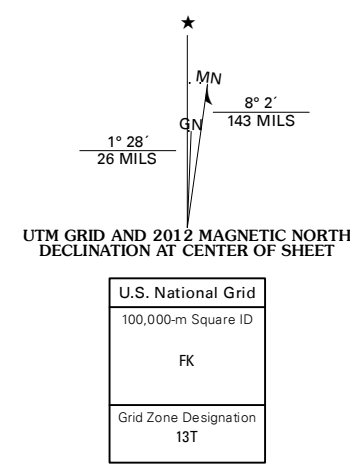 ★
MN
8° 2´
143 MILS
GN
1° 28´
26 MILS
UTM GRID AND 2012 MAGNETIC NORTH
DECLINATION AT CENTER OF SHEET
U.S. National Grid
100,000-m Square ID
FK
Grid Zone Designation
13T